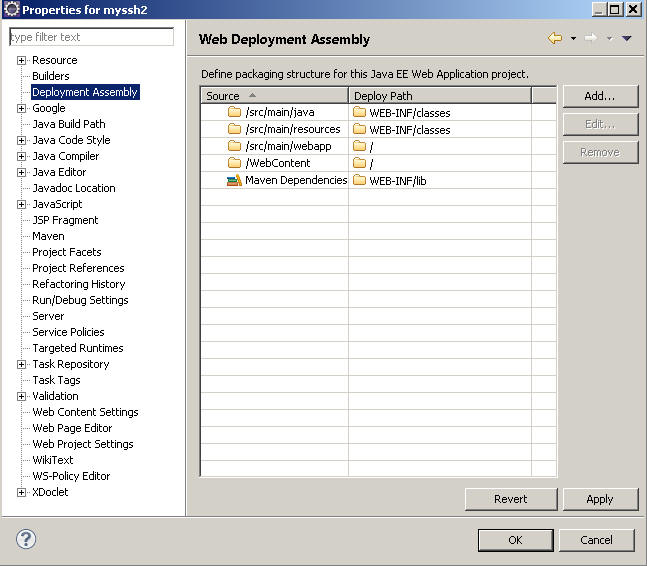 Properties for myssh2
type filter text
Resource
Builders
Deployment Assembly
Google
Java Build Path
Java Code Style
Java Compiler
Java Editor
Javadoc Location
JavaScript
JSP Fragment
Maven
Project Facets
Project References
Refactoring History
Run/Debug Settings
Server
Service Policies
Targeted Runtimes
Task Repository
Task Tags
Validation
Web Content Settings
Web Page Editor
Web Project Settings
WikiText
WS-Policy Editor
XDoclet
Web Deployment Assembly
Define packaging structure for this Java EE Web Application project.
Source Deploy Path
/src/main/java WEB-INF/classes
/src/main/resources WEB-INF/classes
/src/main/webapp /
/WebContent /
Maven Dependencies WEB-INF/lib
Add...
Edit...
Remove
Revert Apply
? OK Cancel